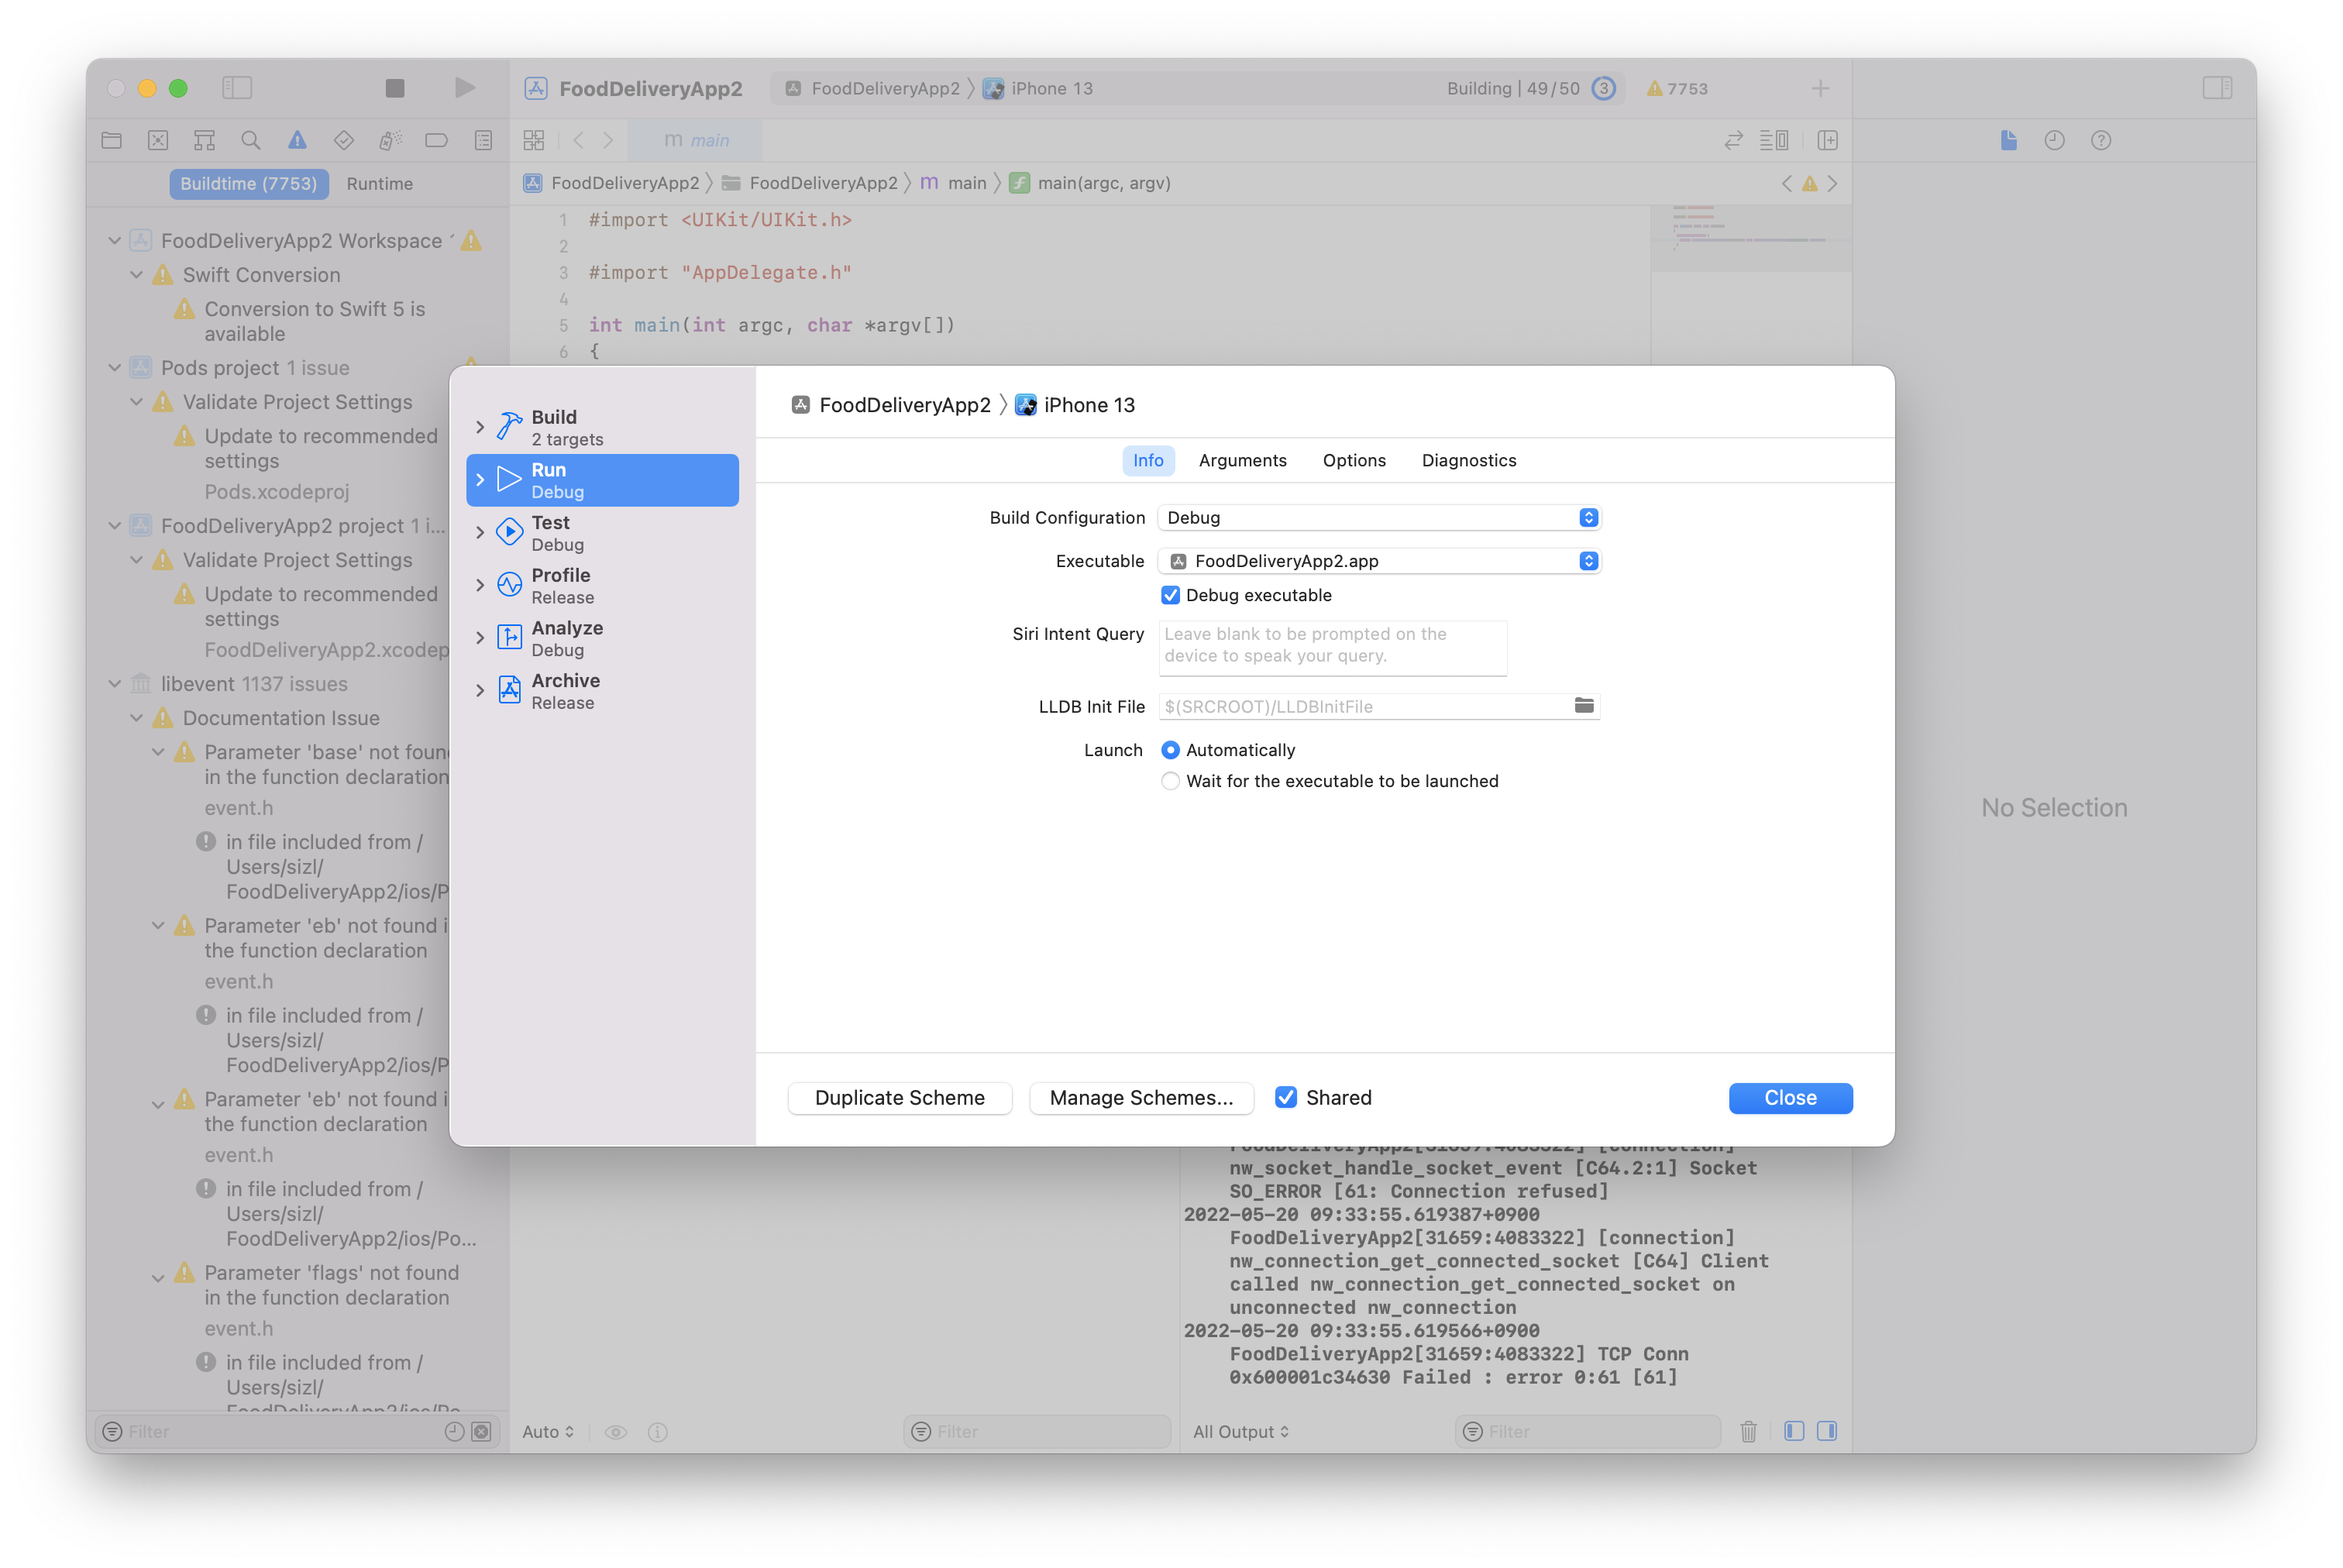 FoodDeliveryApp2
FoodDeliveryApp2
iPhone 13
Building | 49/50
3
7753
m main
Buildtime (7753)
Runtime
FoodDeliveryApp2
FoodDeliveryApp2
m main
f main(argc, argv)
FoodDeliveryApp2 Workspace
Swift Conversion
Conversion to Swift 5 is
available
Pods project 1 issue
Validate Project Settings
Update to recommended
settings
Pods.xcodeproj
FoodDeliveryApp2 project 1 i...
Validate Project Settings
Update to recommended
settings
FoodDeliveryApp2.xcodep
libevent 1137 issues
Documentation Issue
Parameter 'base' not foun
in the function declaration
event.h
in file included from /
Users/sizl/
FoodDeliveryApp2/ios/P
Parameter 'eb' not found i
the function declaration
event.h
in file included from /
Users/sizl/
FoodDeliveryApp2/ios/P
Parameter 'eb' not found i
the function declaration
event.h
in file included from /
Users/sizl/
FoodDeliveryApp2/ios/Po...
Parameter 'flags' not found
in the function declaration
event.h
in file included from /
Users/sizl/
FoodDeliveryApp2/ios/Po
Filter
1 #import <UIKit/UIKit.h>
2
3 #import "AppDelegate.h"
4
5 int main(int argc, char *argv[])
6 {
Build
2 targets
Run
Debug
Test
Debug
Profile
Release
Analyze
Debug
Archive
Release
FoodDeliveryApp2
iPhone 13
Info
Arguments
Options
Diagnostics
Build Configuration
Debug
Executable
FoodDeliveryApp2.app
Debug executable
Siri Intent Query
Leave blank to be prompted on the
device to speak your query.
LLDB Init File
$(SRCROOT)/LLDBInitFile
Launch
Automatically
Wait for the executable to be launched
Duplicate Scheme
Manage Schemes...
Shared
Close
No Selection
FoodDeliveryApp2[31659:4083322] [connection]
nw_socket_handle_socket_event [C64.2:1] Socket
SO_ERROR [61: Connection refused]
2022-05-20 09:33:55.619387+0900
FoodDeliveryApp2[31659:4083322] [connection]
nw_connection_get_connected_socket [C64] Client
called nw_connection_get_connected_socket on
unconnected nw_connection
2022-05-20 09:33:55.619566+0900
FoodDeliveryApp2[31659:4083322] TCP Conn
0x600001c34630 Failed : error 0:61 [61]
Auto
Filter
All Output
Filter